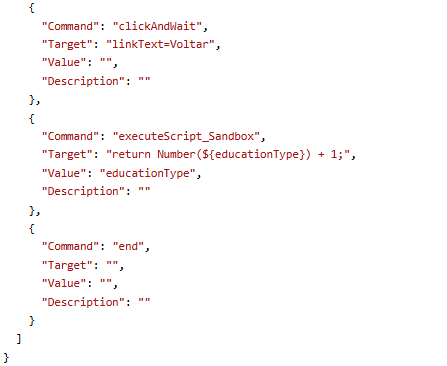 {
"Command": "clickAndWait",
"Target": "linkText=Voltar",
"Value": "",
"Description": ""
},
{
"Command": "executeScript_Sandbox",
"Target": "return Number(${educationType}) + 1;",
"Value": "educationType",
"Description": ""
},
{
"Command": "end",
"Target": "",
"Value": "",
"Description": ""
}
]
}